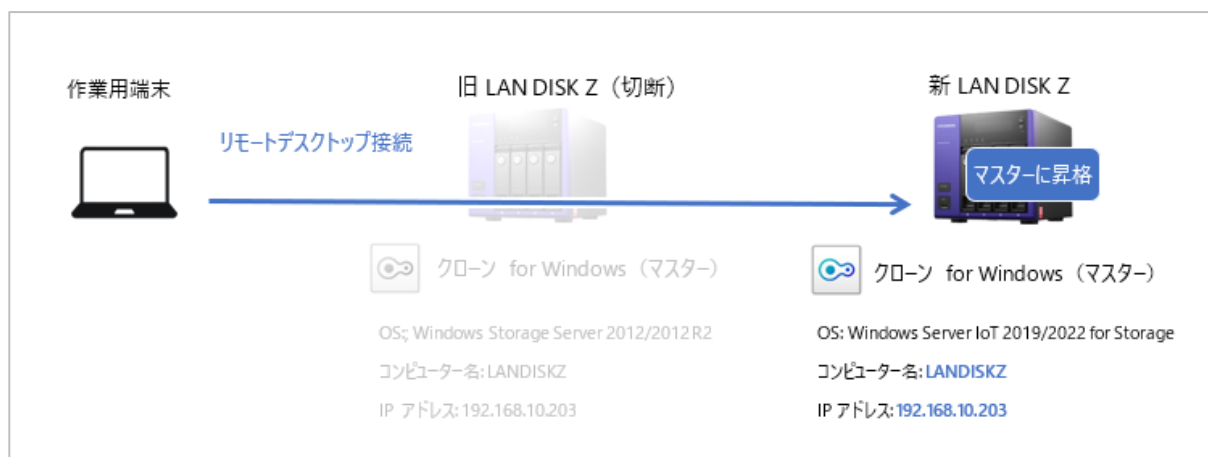 作業用端末
旧 LAN DISK Z（切断）
新 LAN DISK Z
リモートデスクトップ接続
マスターに昇格
クローン for Windows（マスター）
OS; Windows Storage Server 2012/2012 R2
コンピューター名: LANDISKZ
IP アドレス: 192.168.10.203
クローン for Windows（マスター）
OS: Windows Server IoT 2019/2022 for Storage
コンピューター名: LANDISKZ
IP アドレス: 192.168.10.203